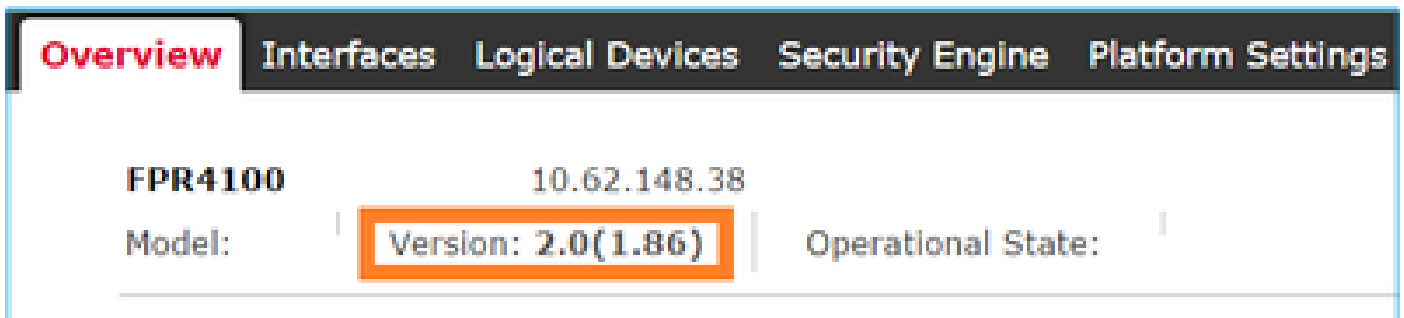 Overview Interfaces Logical Devices Security Engine Platform Settings
FPR4100 10.62.148.38
Model: Version: 2.0(1.86) Operational State: